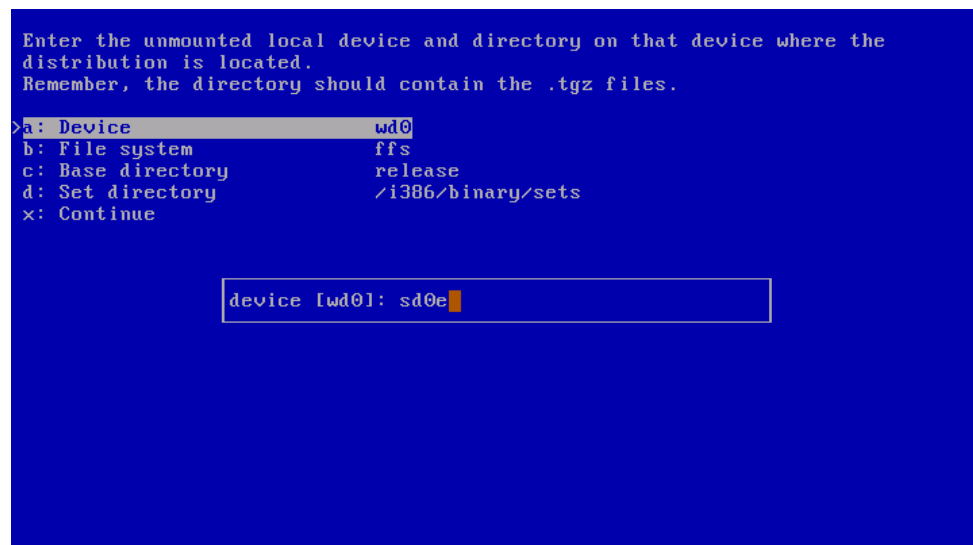 Enter the unmounted local device and directory on that device where the
distribution is located.
Remember, the directory should contain the .tgz files.
>a: Device wd0
b: File system ffs
c: Base directory release
d: Set directory /i386/binary/sets
x: Continue
device [wd0]: sd0e